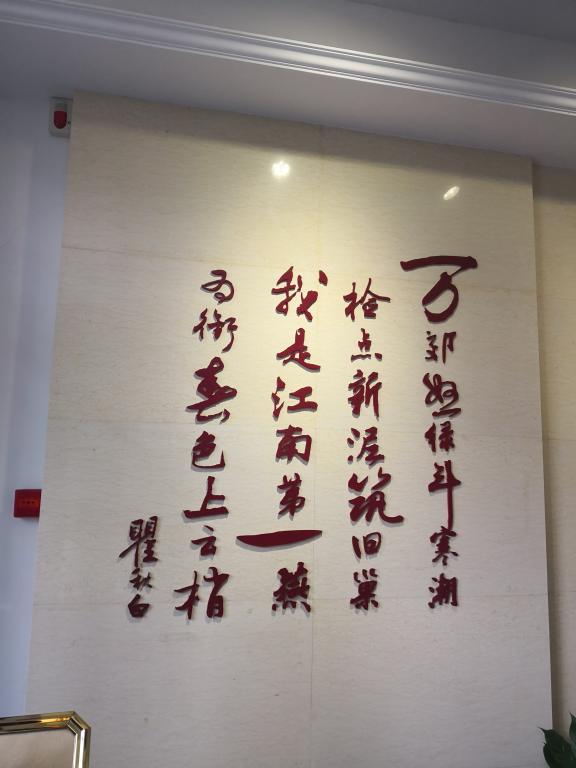 万郊怒绿斗寒潮
检点新泥筑旧巢
我是江南第一燕
为衔春色上云梢
瞿秋白